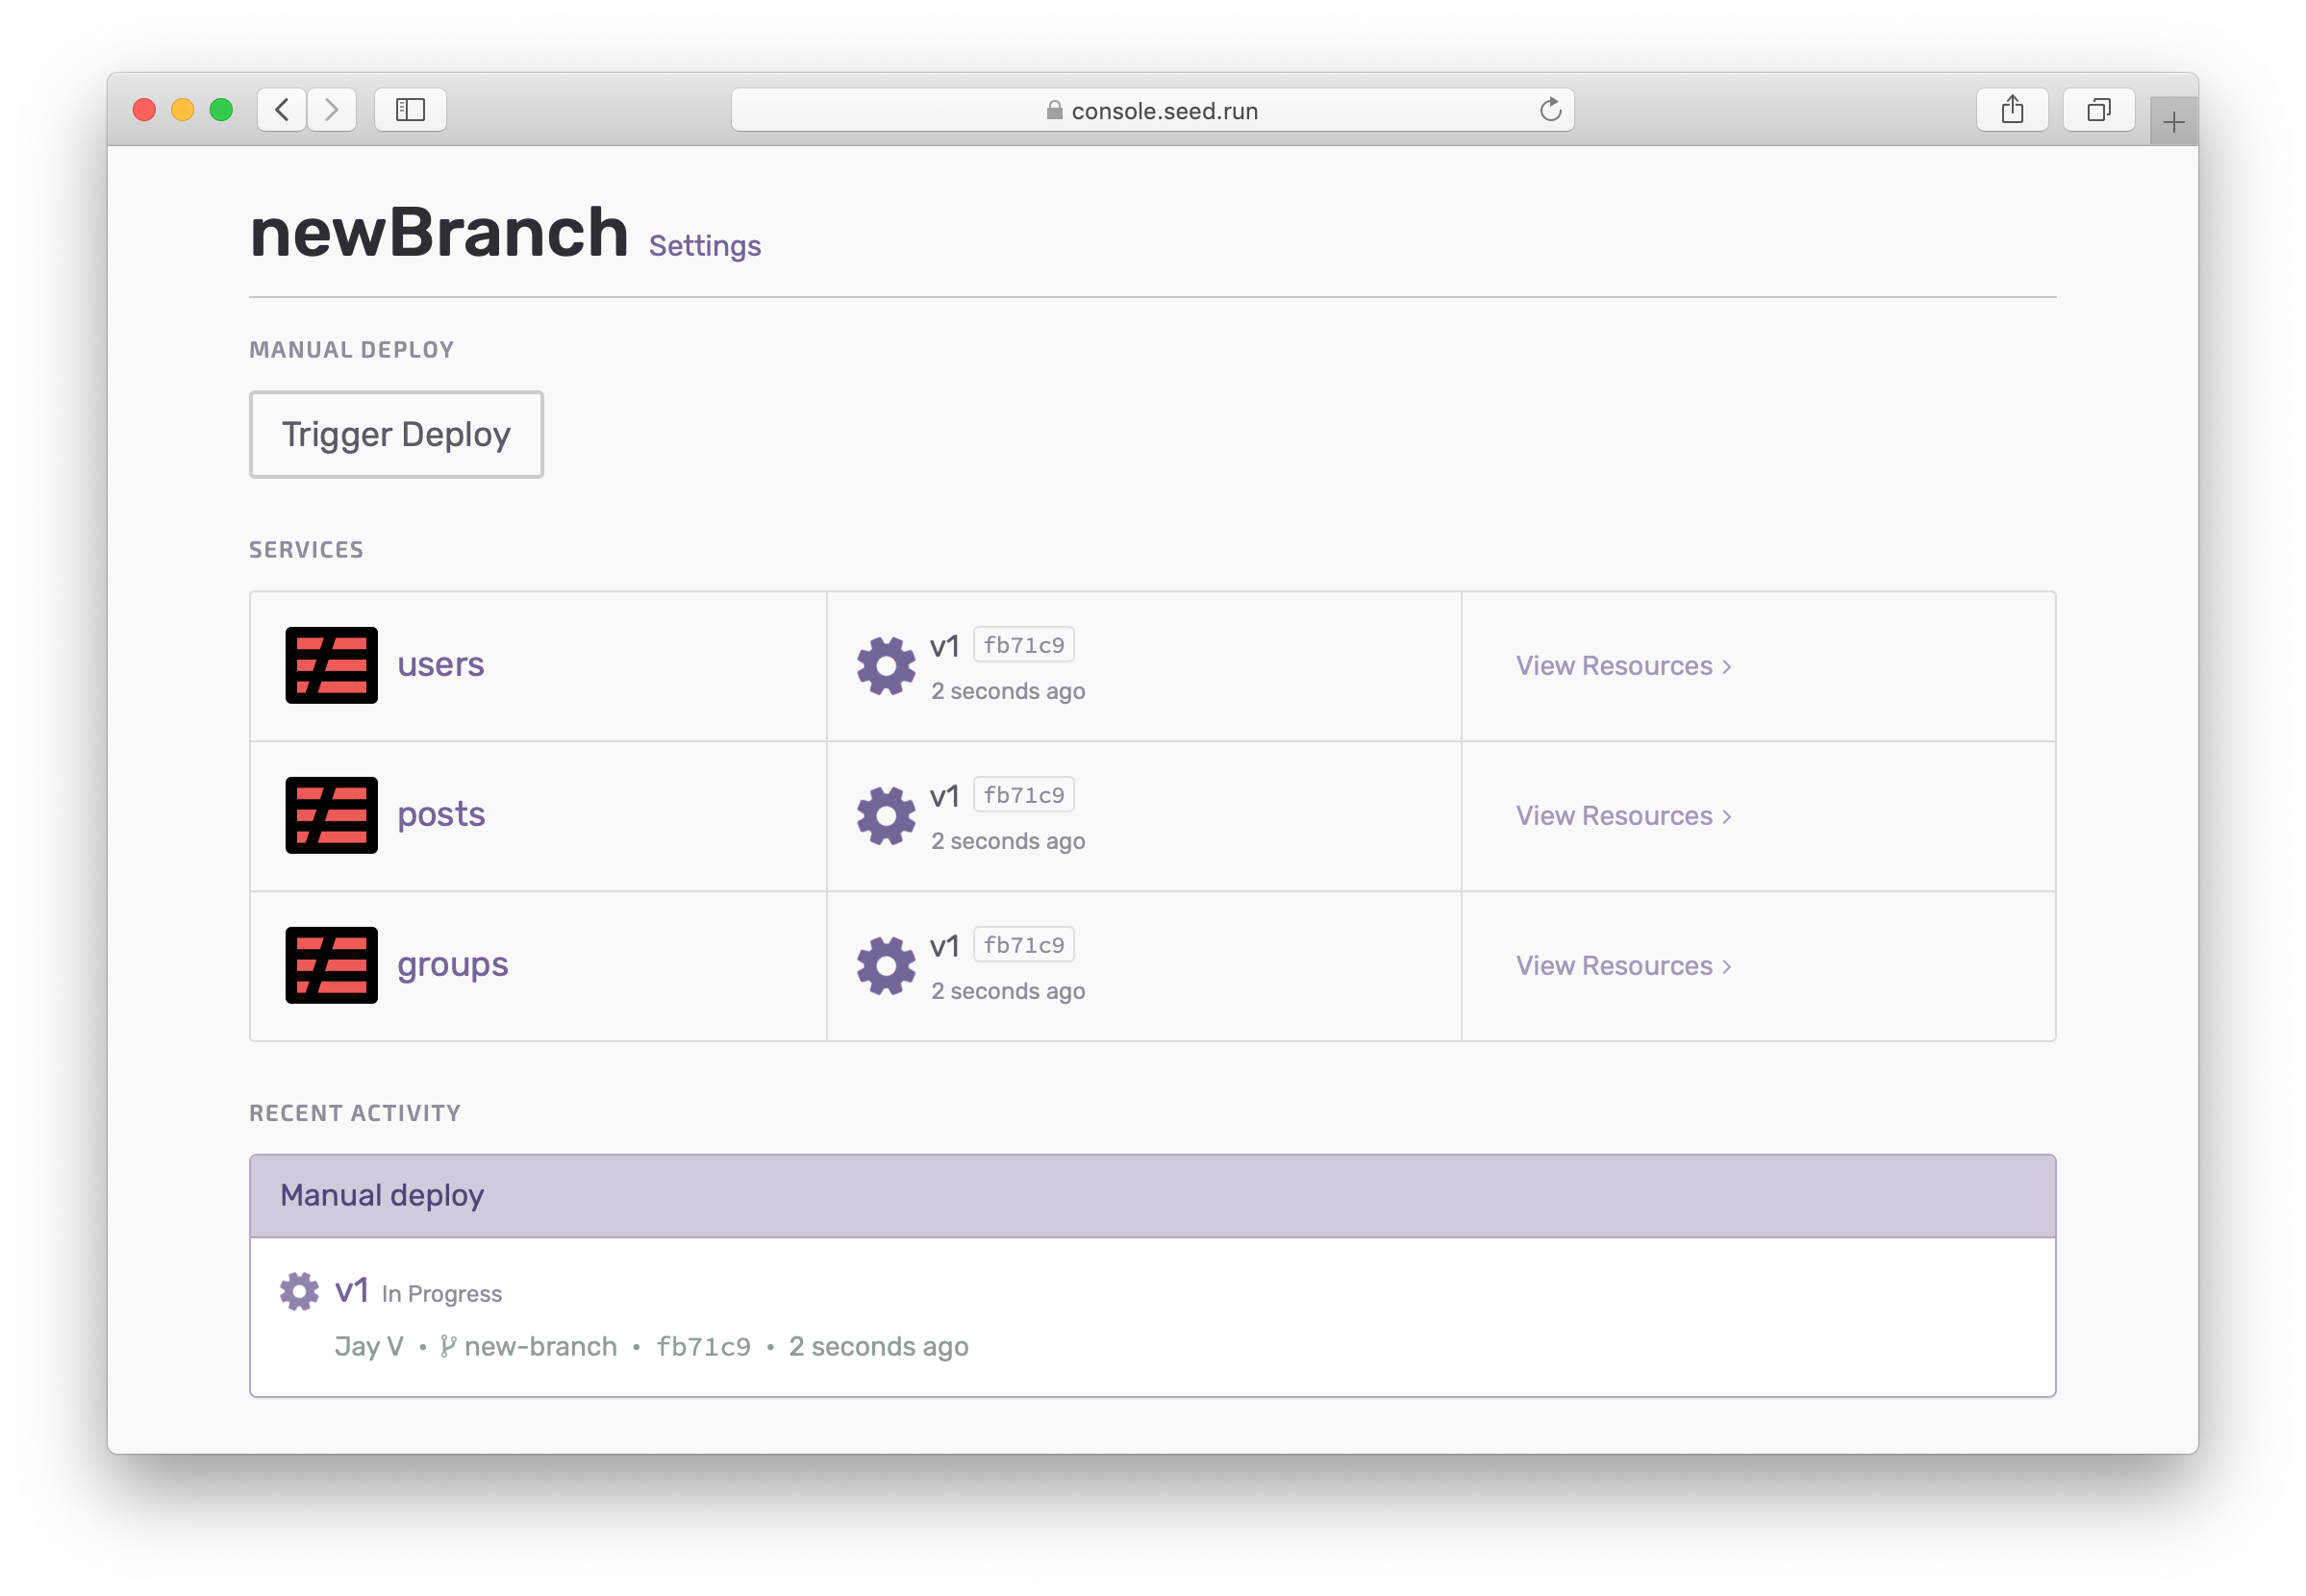 console.seed.run
newBranch Settings
MANUAL DEPLOY
Trigger Deploy
SERVICES
users v1 fb71c9 View Resources >
2 seconds ago
posts v1 fb71c9 View Resources >
2 seconds ago
groups v1 fb71c9 View Resources >
2 seconds ago
RECENT ACTIVITY
Manual deploy
v1 In Progress
Jay V • new-branch • fb71c9 • 2 seconds ago